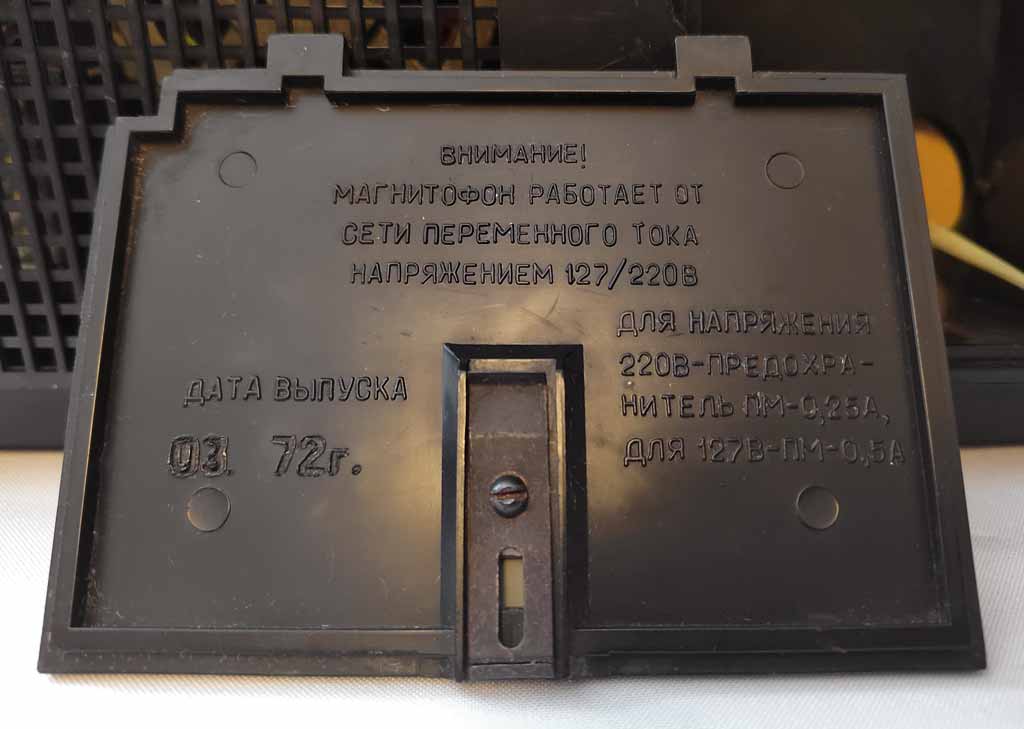 ВНИМАНИЕ!
МАГНИТОФОН РАБОТАЕТ ОТ
СЕТИ ПЕРЕМЕННОГО ТОКА
НАПРЯЖЕНИЕМ 127/220В
ДЛЯ НАПРЯЖЕНИЯ
220В-ПРЕДОХРА-
НИТЕЛЬ ПМ-0,25А,
ДЛЯ 127В-ПМ-0,5А
ДАТА ВЫПУСКА
03. 72г.